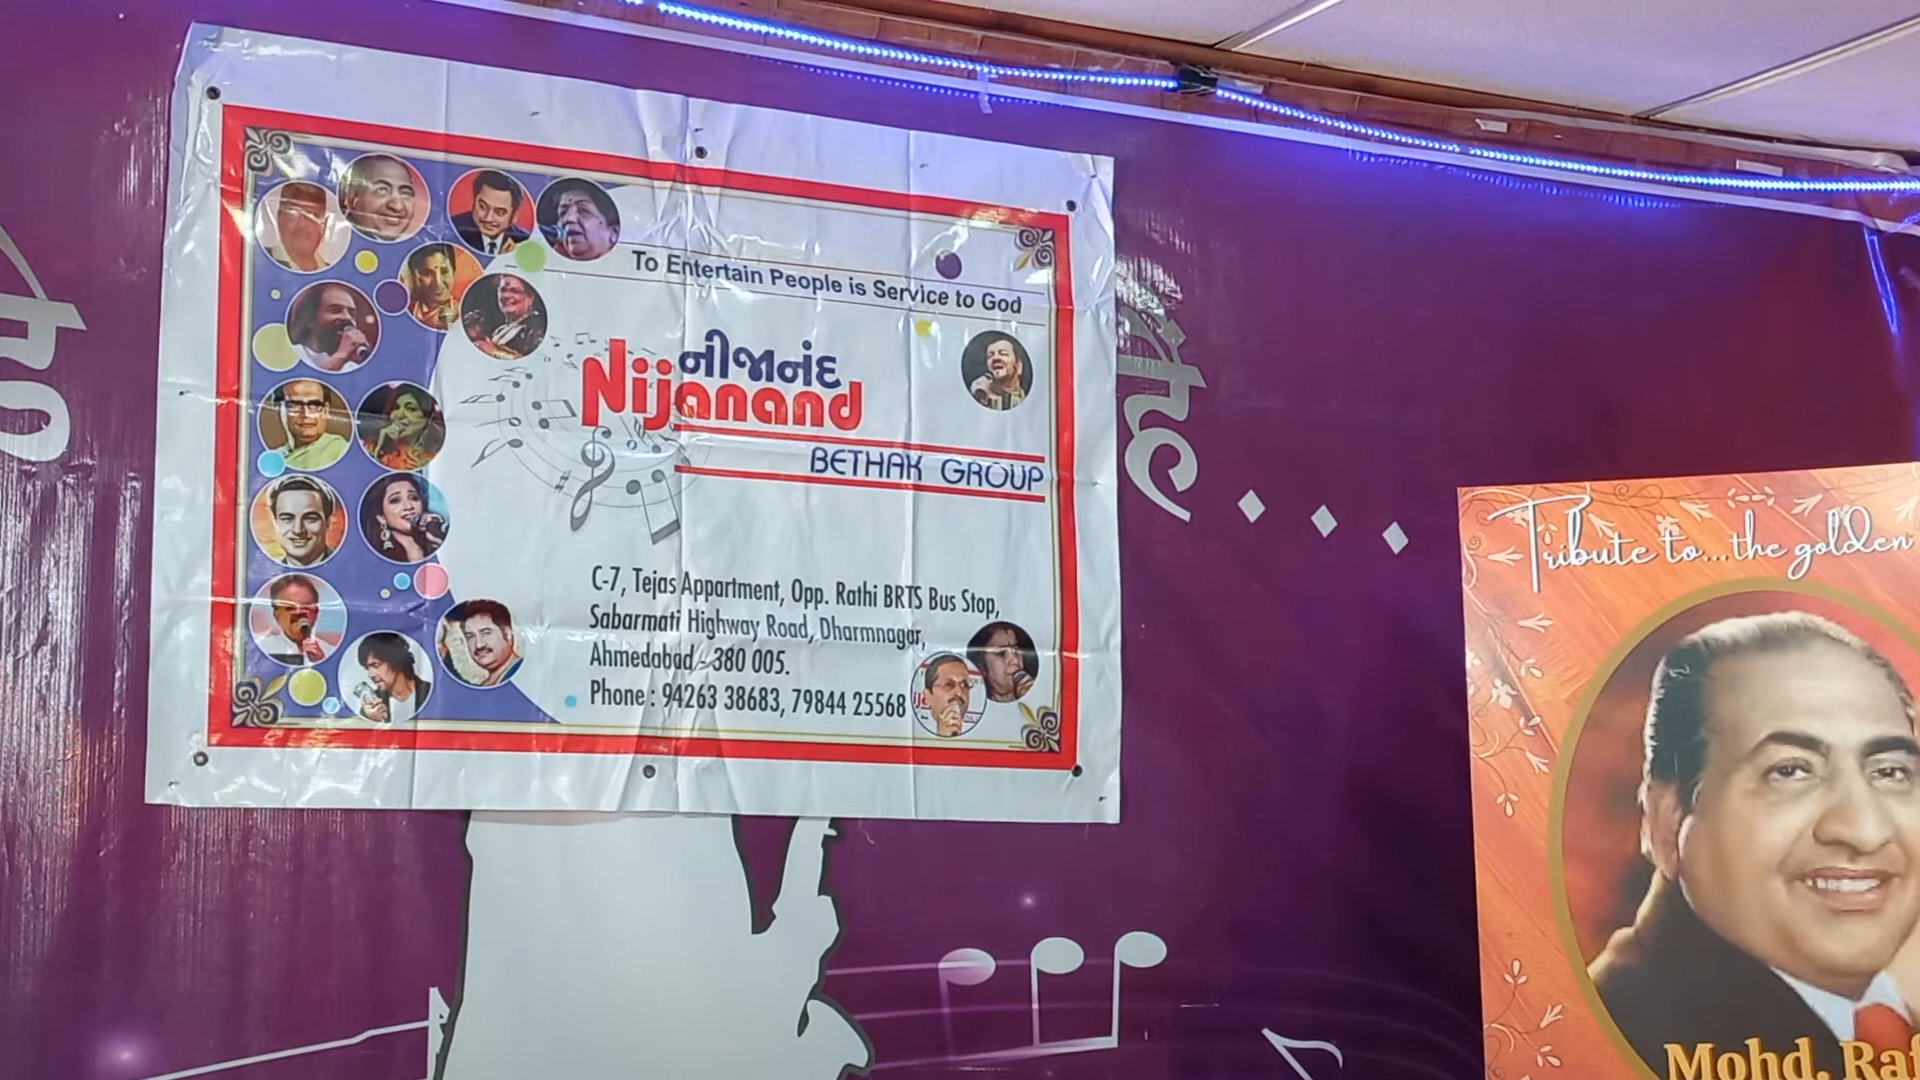 To Entertain People is Service to God
નીજાનંદ
Nijanand
BETHAK GROUP
C-7, Tejas Appartment, Opp. Rathi BRTS Bus Stop,
Sabarmati Highway Road, Dharmnagar,
Ahmedabad - 380 005.
Phone : 94263 38683, 79844 25568
Tribute to...the golden
Mohd. Raf